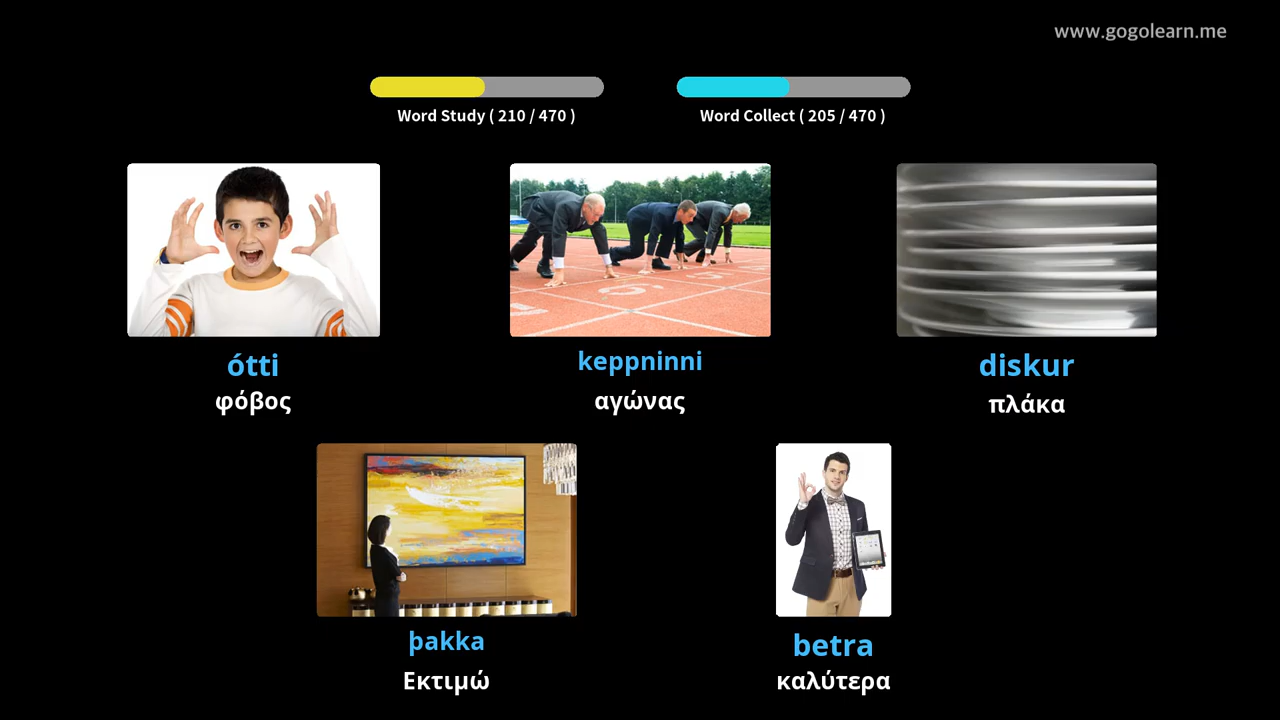 www.gogolearn.me
Word Study ( 210 / 470 )
Word Collect ( 205 / 470 )
ótti
φόβος
keppninni
αγώνας
diskur
πλάκα
þakka
Εκτιμώ
betra
καλύτερα